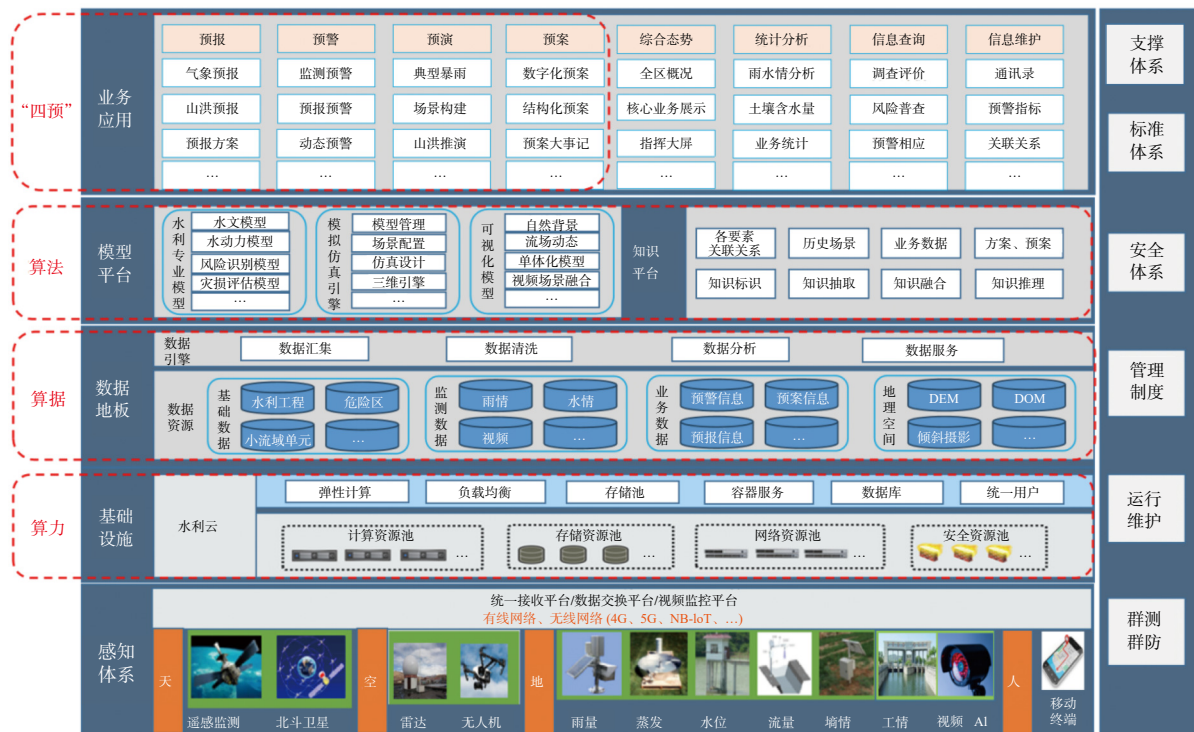 “四预”
业务
应用
预报
预警
预演
预案
综合态势
统计分析
信息查询
信息维护
气象预报
监测预警
典型暴雨
数字化预案
全区概况
雨水情分析
调查评价
通讯录
山洪预报
预报预警
场景构建
结构化预案
核心业务展示
土壤含水量
风险普查
预警指标
预报方案
动态预警
山洪推演
预案大事记
指挥大屏
业务统计
预警相应
关联关系
…
…
…
…
…
…
…
…
算法
模型
平台
水利专业模型
水文模型
水动力模型
风险识别模型
灾损评估模型
…
模拟仿真引擎
模型管理
场景配置
仿真设计
三维引擎
…
可视化模型
自然背景
流场动态
单体化模型
视频场景融合
…
知识
平台
各要素
关联关系
历史场景
业务数据
方案、预案
知识标识
知识抽取
知识融合
知识推理
算据
数据
地板
数据
引擎
数据汇集
数据清洗
数据分析
数据服务
数据
资源
基础数据
水利工程
危险区
小流域单元
…
监测数据
雨情
水情
视频
…
业务数据
预警信息
预案信息
预报信息
…
地理空间
DEM
DOM
倾斜摄影
…
算力
基础
设施
水利云
弹性计算
负载均衡
存储池
容器服务
数据库
统一用户
计算资源池
…
存储资源池
…
网络资源池
…
安全资源池
…
感知
体系
统一接收平台/数据交换平台/视频监控平台
有线网络、无线网络 (4G、5G、NB-loT、…)
天
遥感监测
北斗卫星
空
雷达
无人机
地
雨量
蒸发
水位
流量
墒情
工情
视频
AI
人
移动
终端
支撑
体系
标准
体系
安全
体系
管理
制度
运行
维护
群测
群防